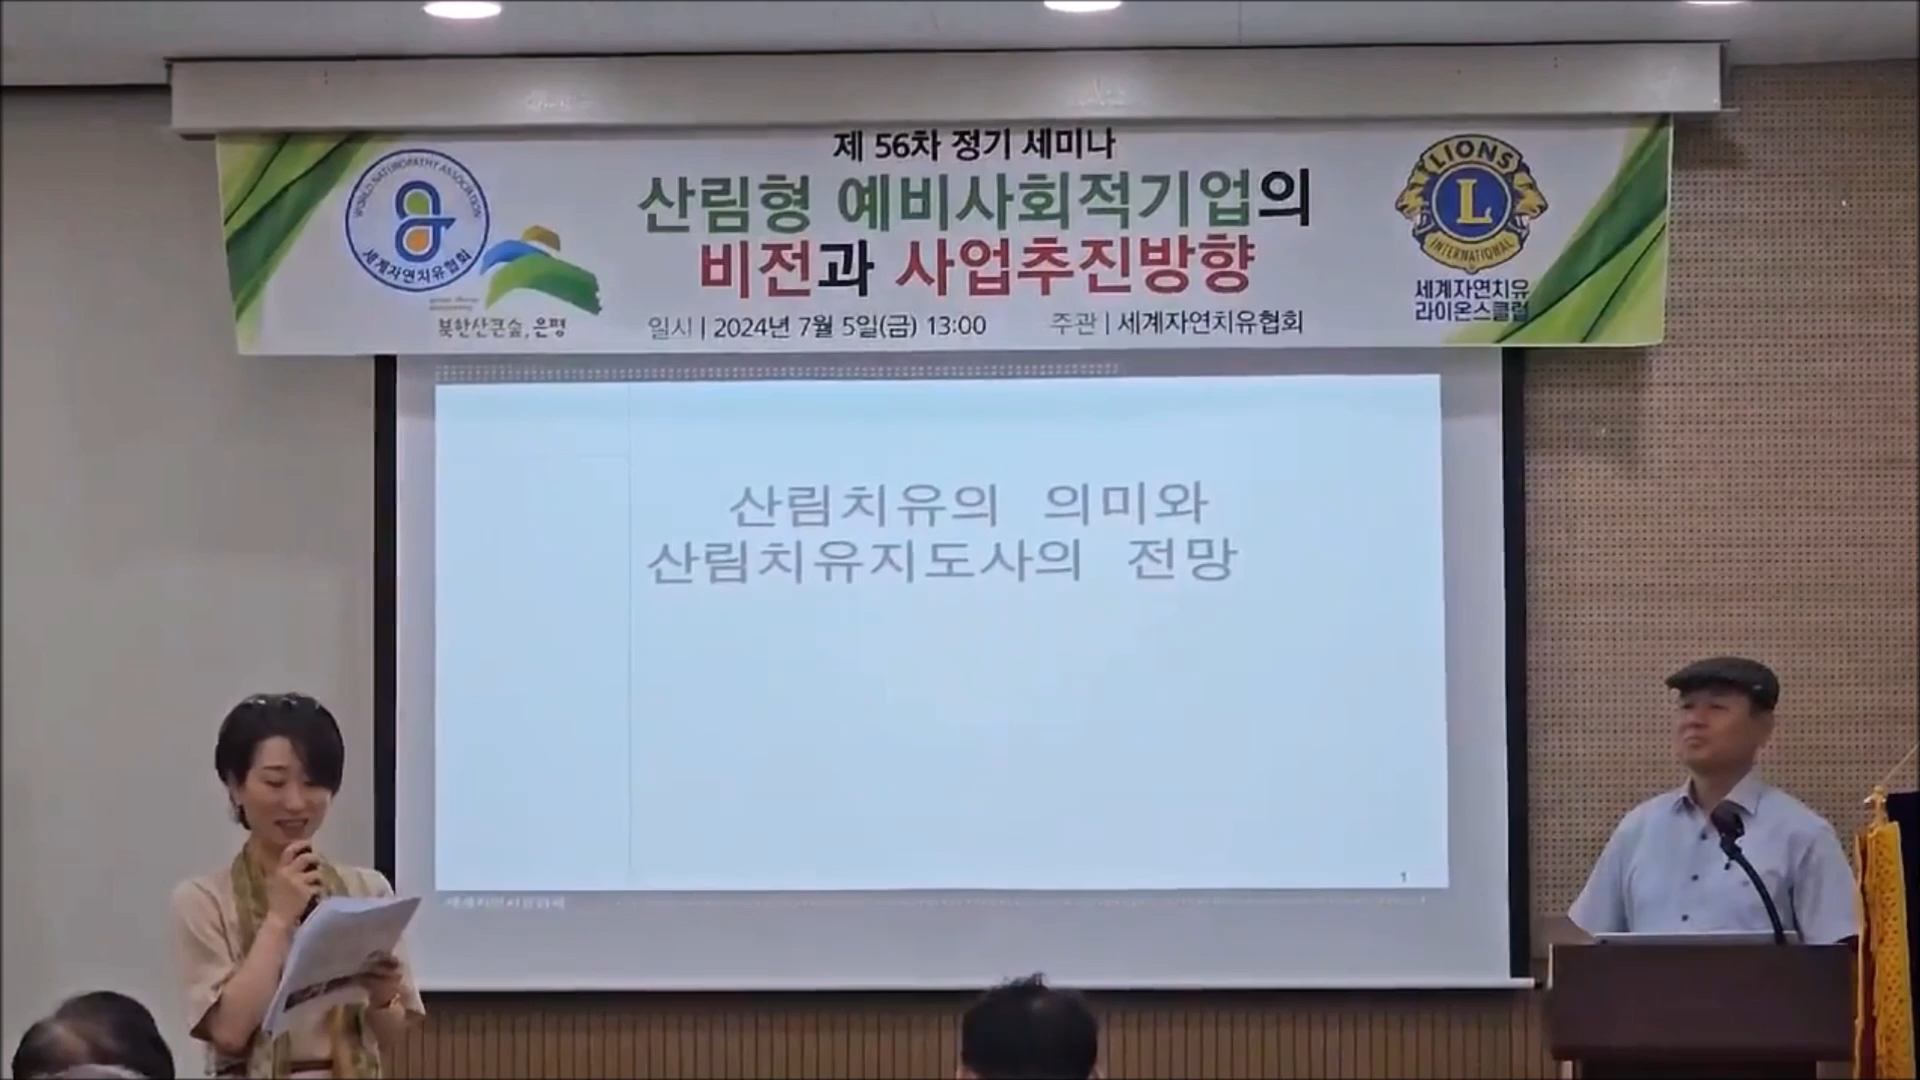 제 56차 정기 세미나
산림형 예비사회적기업의
비전과 사업추진방향
일시 | 2024년 7월 5일(금) 13:00
주관 | 세계자연치유협회
WORLD NATUROPATHY ASSOCIATION
세계자연치유협회
북한산큰숲, 은평
LIONS
L
INTERNATIONAL
세계자연치유
라이온스클럽
산림치유의 의미와
산림치유지도사의 전망
1